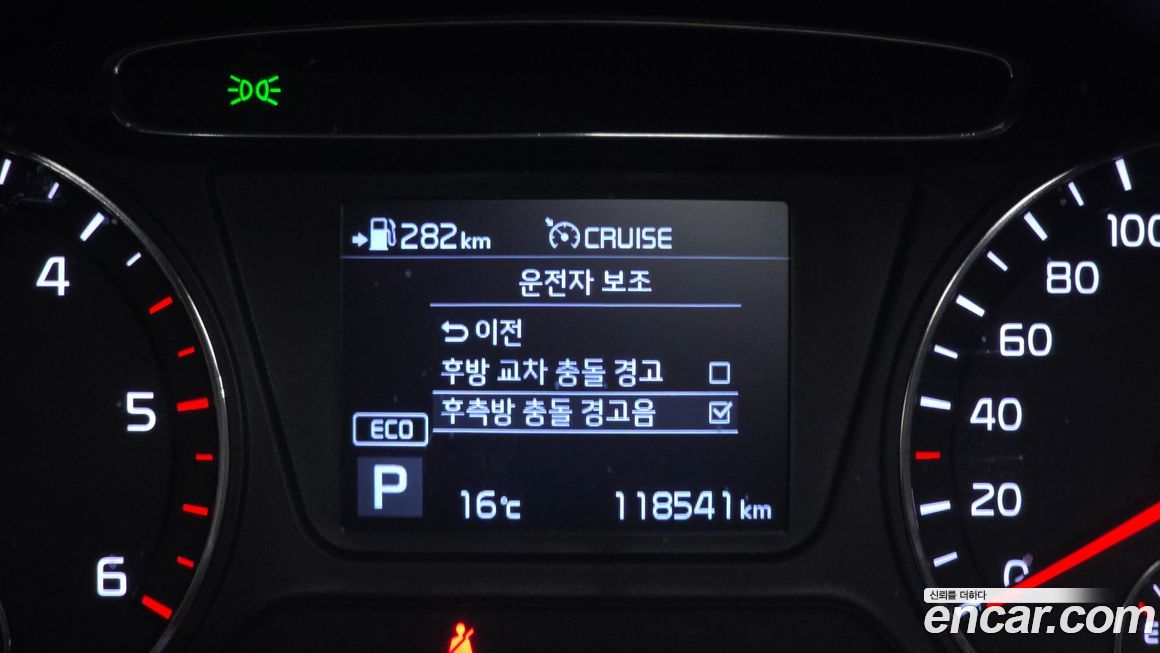 282km CRUISE
운전자 보조
이전
후방 교차 충돌 경고
후측방 충돌 경고음
ECO
P
16℃ 118541km
4
5
6
100
80
60
40
20
0
신뢰를 더하다
encar.com
E